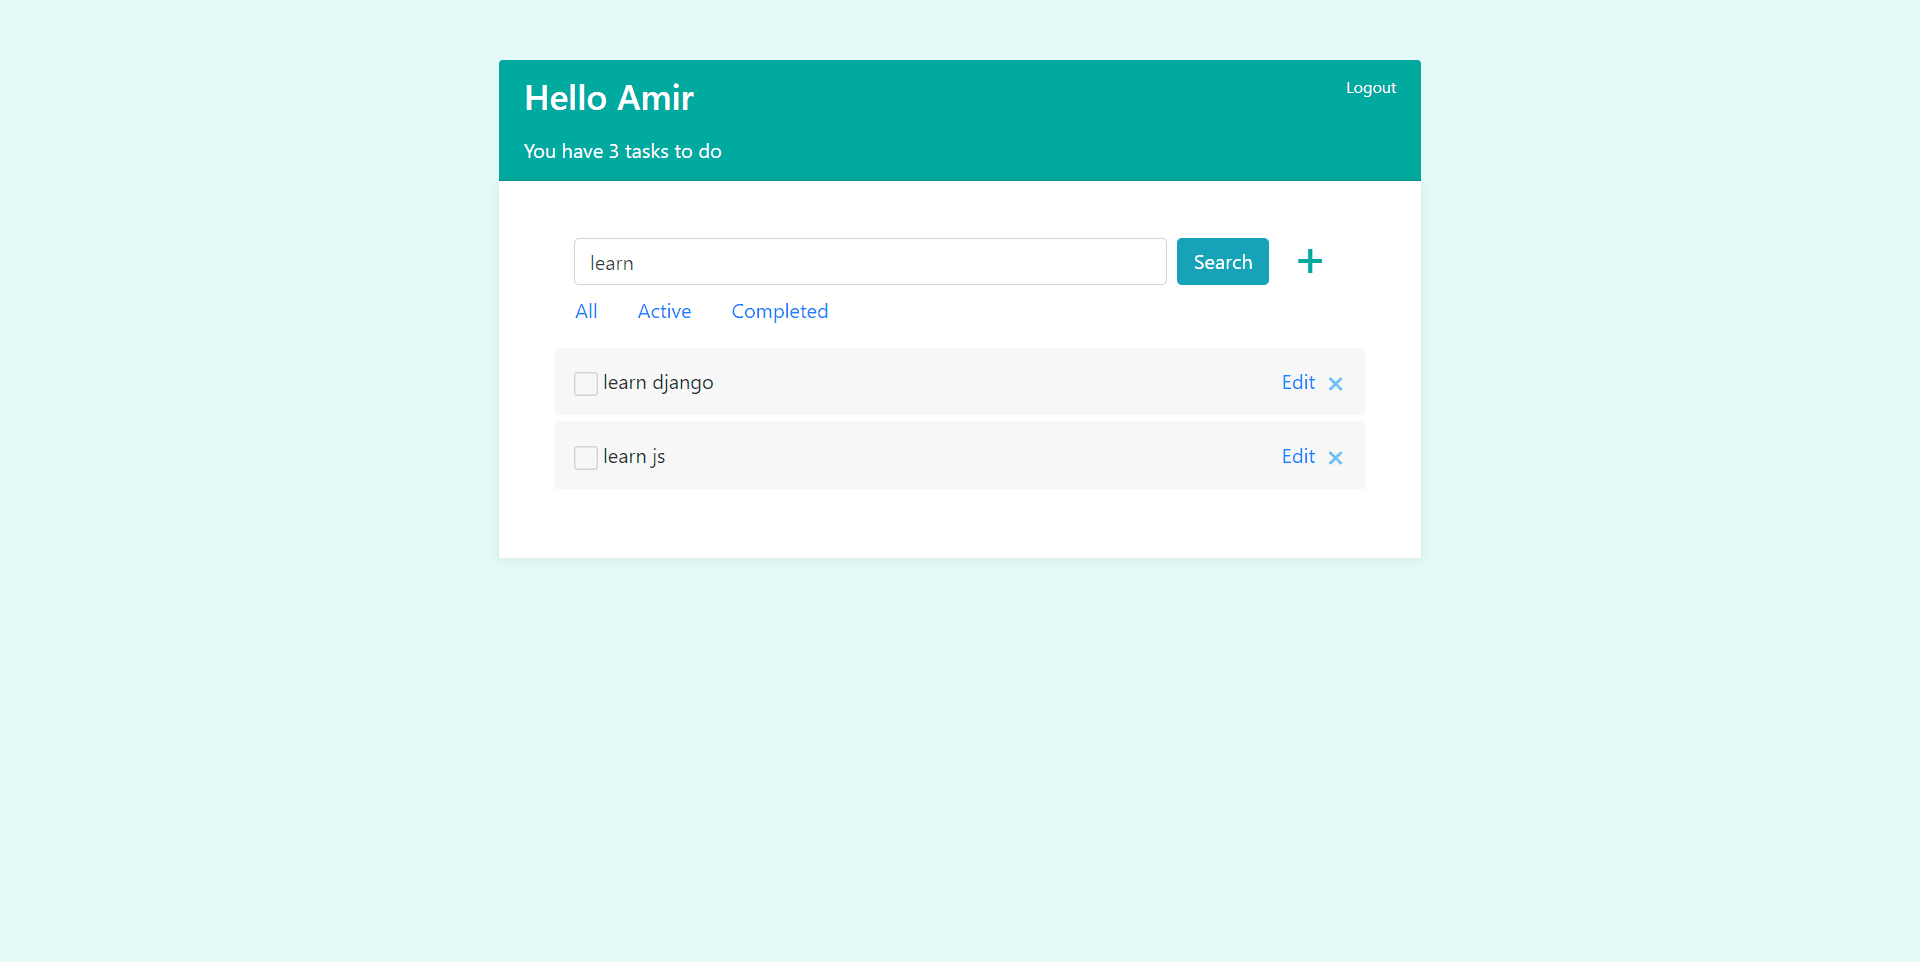 Hello Amir
Logout
You have 3 tasks to do
learn
Search
All Active Completed
learn django Edit
learn js Edit